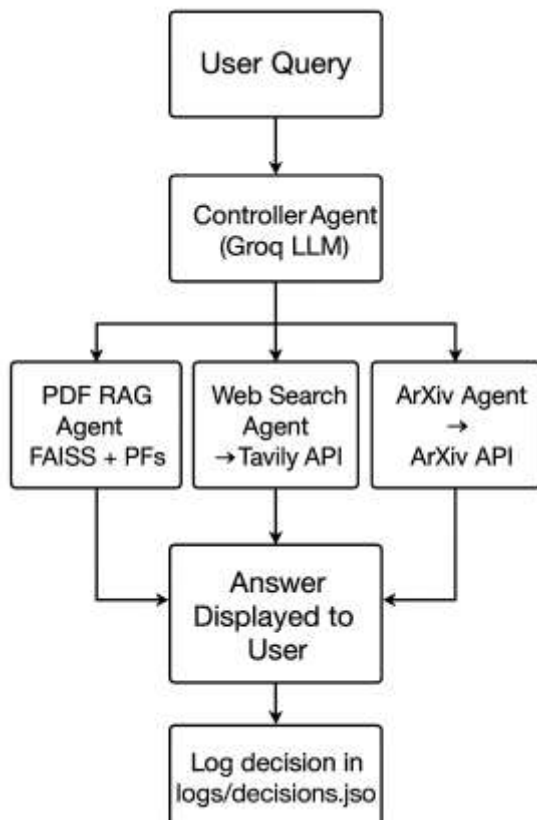 User Query
Controller Agent
(Groq LLM)
PDF RAG
Agent
FAISS + PFs
Web Search
Agent
→Tavily API
ArXiv Agent
→
ArXiv API
Answer
Displayed to
User
Log decision in
logs/decisions.jso